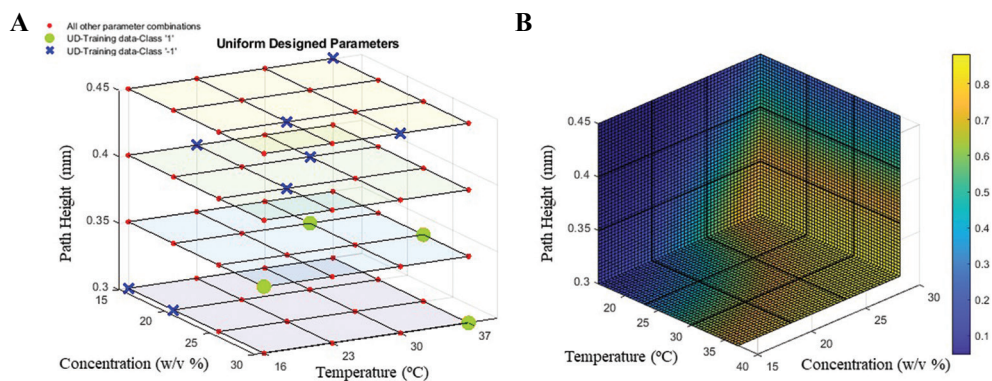 A
All other parameter combinations
UD-Training data-Class '1'
UD-Training data-Class '-1'
Uniform Designed Parameters
0.45
0.4
0.35
0.3
Path Height (mm)
15
20
25
30
Concentration (w/v %)
16
23
30
37
Temperature (ºC)
B
0.45
0.4
0.35
0.3
Path Height (mm)
20
25
30
35
40
Temperature (ºC)
15
20
25
30
Concentration (w/v %)
0.8
0.7
0.6
0.5
0.4
0.3
0.2
0.1